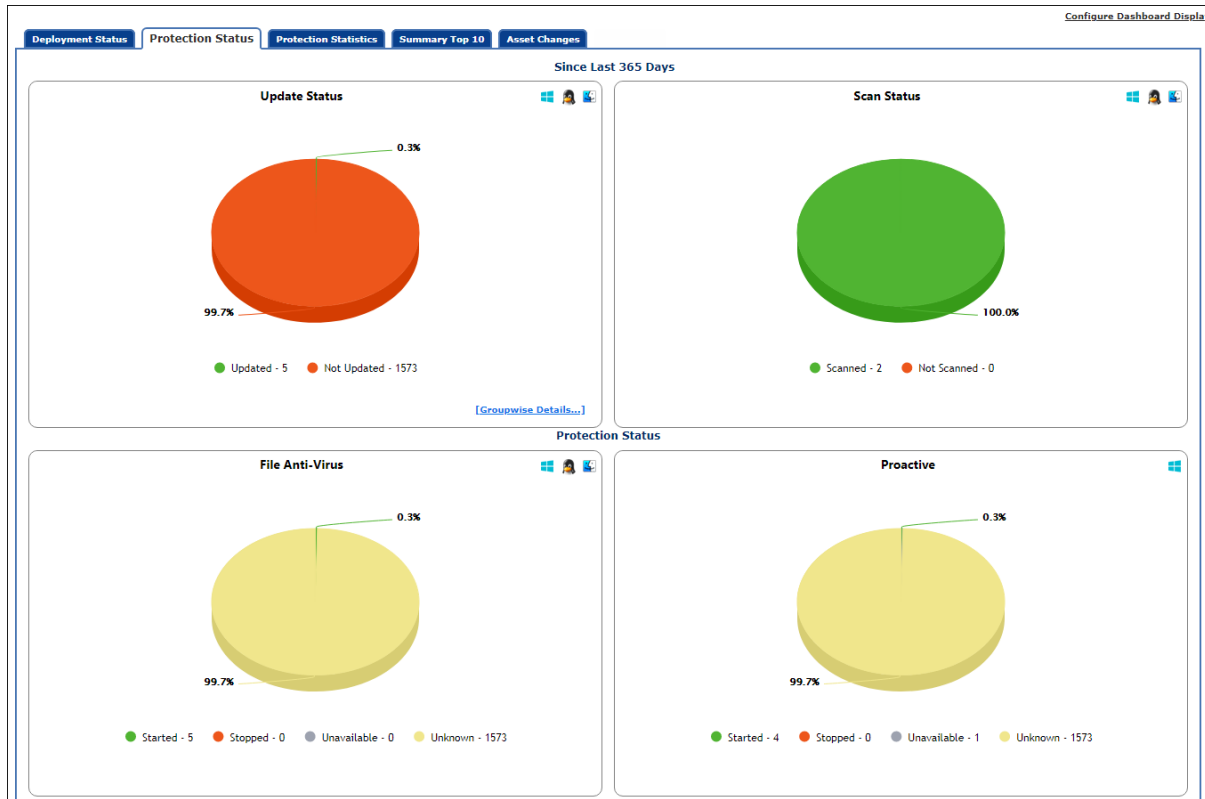 Configure Dashboard Displa
Deployment Status Protection Status Protection Statistics Summary Top 10 Asset Changes
Since Last 365 Days
Update Status
0.3%
99.7%
Updated - 5 Not Updated - 1573
[Groupwise Details...]
Scan Status
100.0%
Scanned - 2 Not Scanned - 0
Protection Status
File Anti-Virus
0.3%
99.7%
Started - 5 Stopped - 0 Unavailable - 0 Unknown - 1573
Proactive
0.3%
99.7%
Started - 4 Stopped - 0 Unavailable - 1 Unknown - 1573